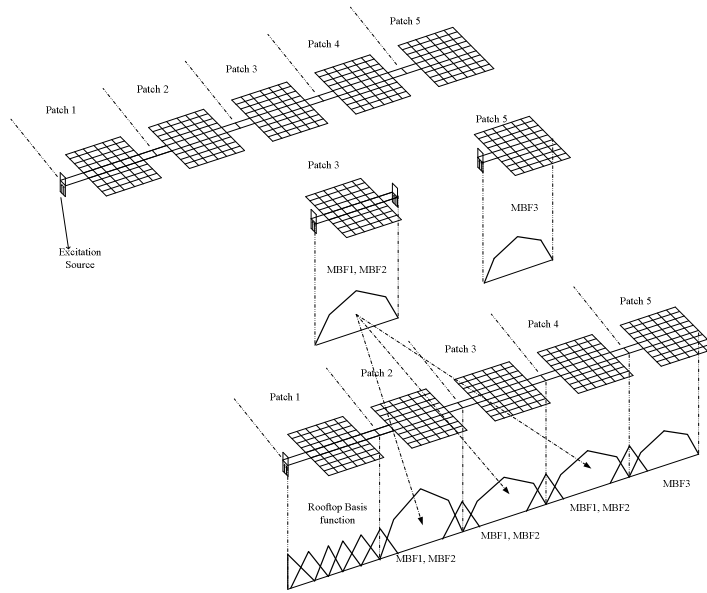 Patch 5
Patch 4
Patch 3
Patch 2
Patch 1
Patch 5
Patch 3
MBF3
Excitation
Source
MBF1, MBF2
Patch 5
Patch 4
Patch 3
Patch 2
Patch 1
MBF3
Rooftop Basis
function
MBF1, MBF2
MBF1, MBF2
MBF1, MBF2